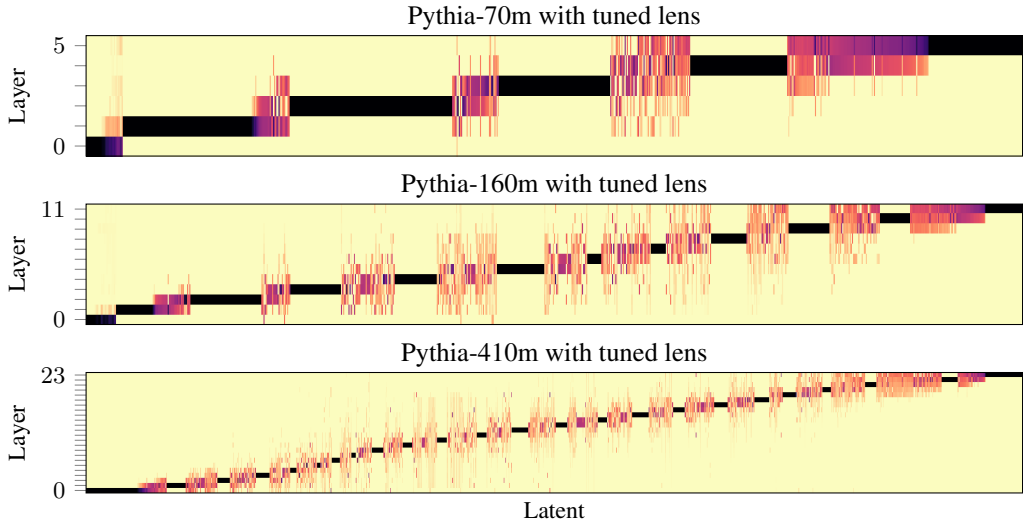 Pythia-70m with tuned lens
5
Layer
0
Pythia-160m with tuned lens
11
Layer
0
Pythia-410m with tuned lens
23
Layer
0
Latent